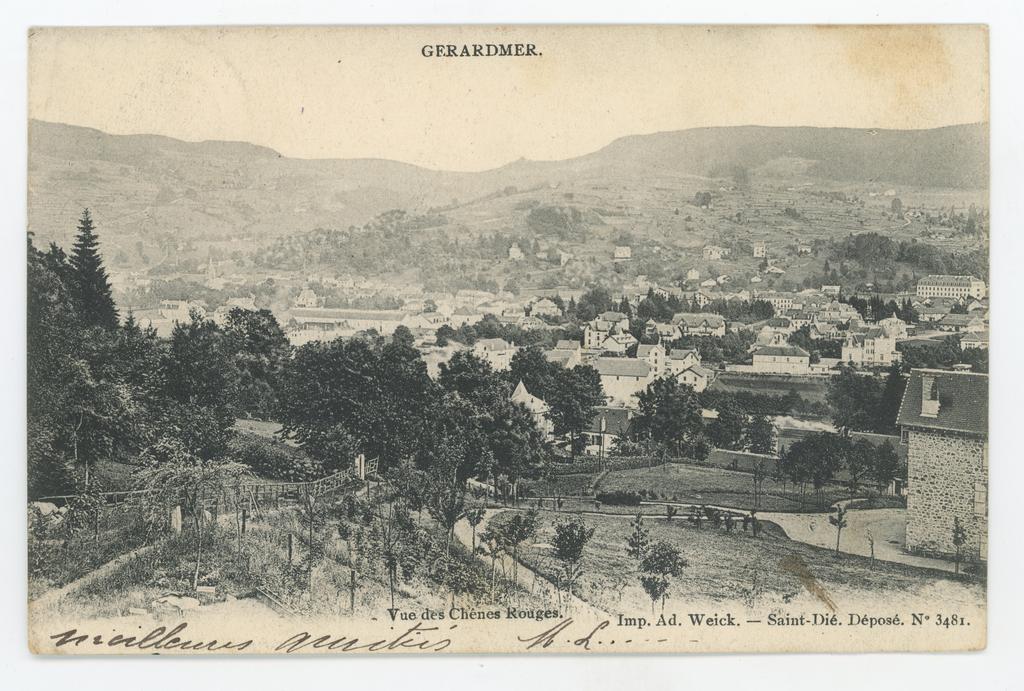 GERARDMER.
Vue des Chênes Rouges.
Imp. Ad. Weick. — Saint-Dié. Déposé. N° 3481.
meilleures amitiés M. L.....